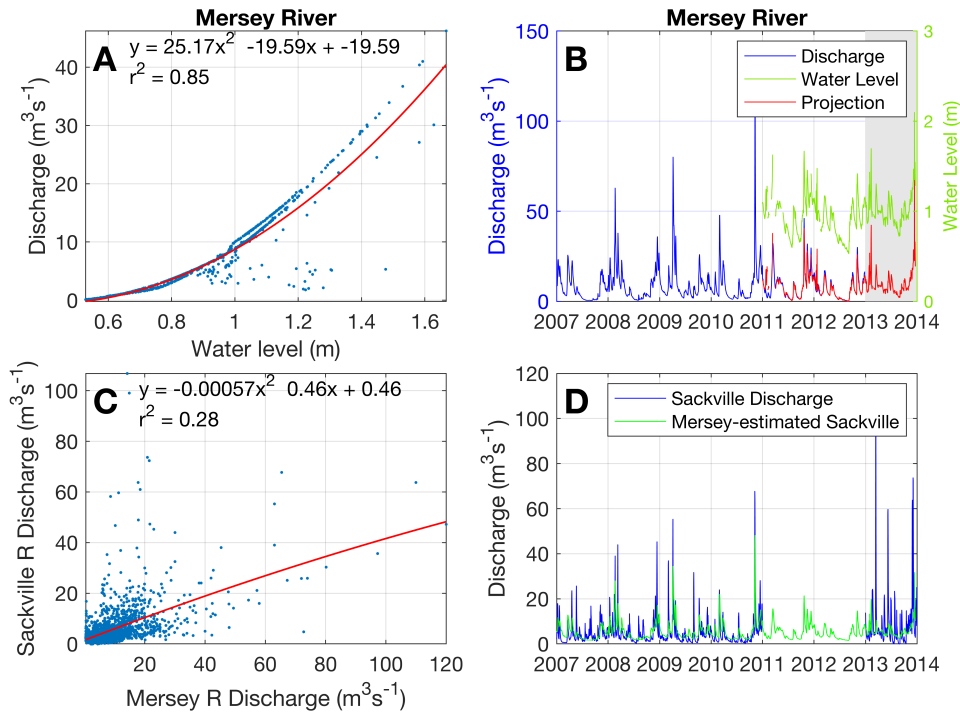 Mersey River
A
y = 25.17x² -19.59x + -19.59
r² = 0.85
Discharge (m³s⁻¹)
40
30
20
10
0
0.6 0.8 1 1.2 1.4 1.6
Water level (m)
Mersey River
B
Discharge
Water Level
Projection
Discharge (m³s⁻¹)
150
100
50
0
Water Level (m)
3
2
1
0
2007 2008 2009 2010 2011 2012 2013 2014
C
y = -0.00057x² 0.46x + 0.46
r² = 0.28
Sackville R Discharge (m³s⁻¹)
100
80
60
40
20
0
20 40 60 80 100 120
Mersey R Discharge (m³s⁻¹)
D
Sackville Discharge
Mersey-estimated Sackville
Discharge (m³s⁻¹)
120
100
80
60
40
20
0
2007 2008 2009 2010 2011 2012 2013 2014